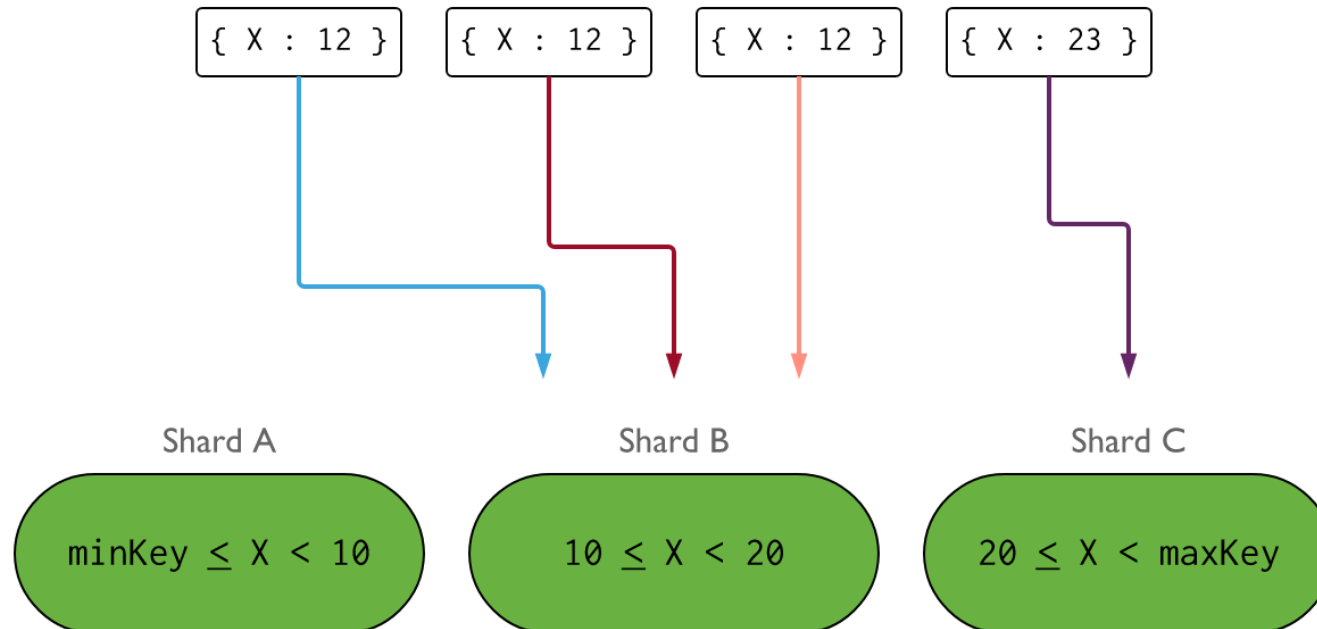 { X : 12 } { X : 12 } { X : 12 } { X : 23 }
Shard A Shard B Shard C
minKey ≤ X < 10 10 ≤ X < 20 20 ≤ X < maxKey